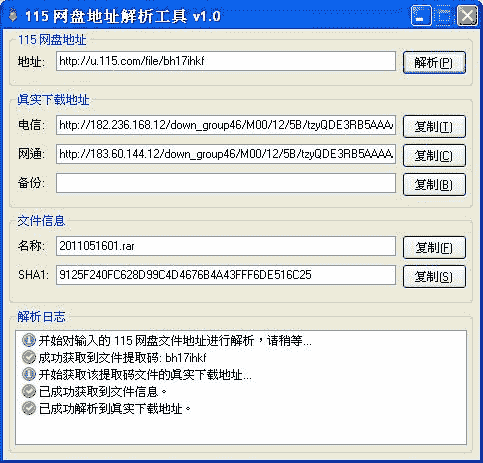 115 网盘地址解析工具 v1.0
115 网盘地址
地址: http://u.115.com/file/bh17ihkf 解析(P)
真实下载地址
电信: http://182.236.168.12/down_group46/M00/12/5B/tzyQDE3RB5AAA 复制(T)
网通: http://183.60.144.12/down_group46/M00/12/5B/tzyQDE3RB5AAAA 复制(C)
备份: 复制(B)
文件信息
名称: 2011051601.rar 复制(F)
SHA1: 9125F240FC628D99C4D4676B4A43FFF6DE516C25 复制(S)
解析日志
开始对输入的 115 网盘文件地址进行解析，请稍等...
成功获取到文件提取码: bh17ihkf
开始获取该提取码文件的真实下载地址...
已成功获取到文件信息。
已成功解析到真实下载地址。